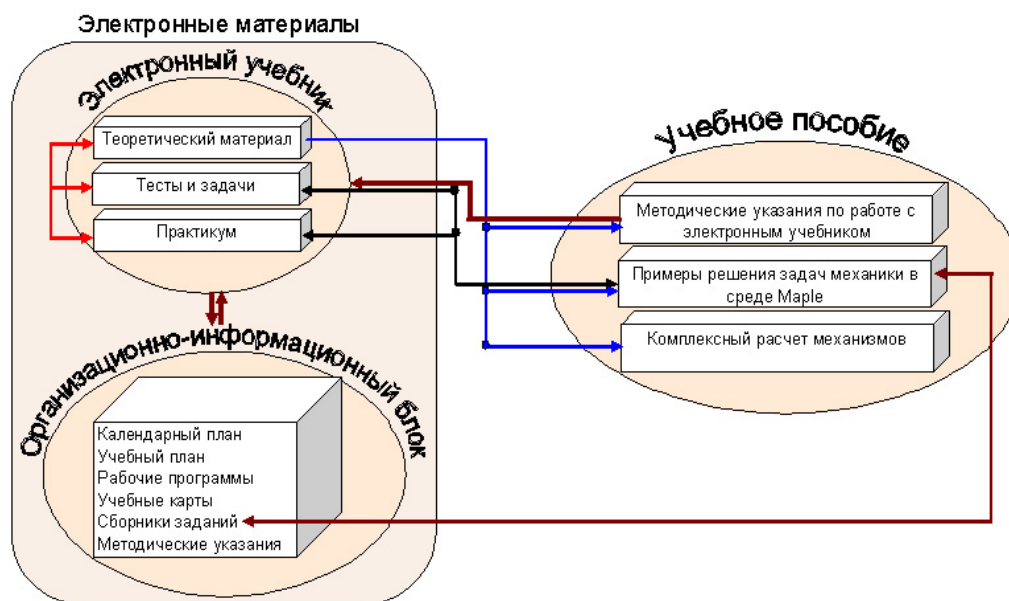 Электронные материалы
Электронный учебник
Теоретический материал
Тесты и задачи
Практикум
Организационно-информационный блок
Календарный план
Учебный план
Рабочие программы
Учебные карты
Сборники заданий
Методические указания
Учебное пособие
Методические указания по работе с
электронным учебником
Примеры решения задач механики в
среде Maple
Комплексный расчет механизмов